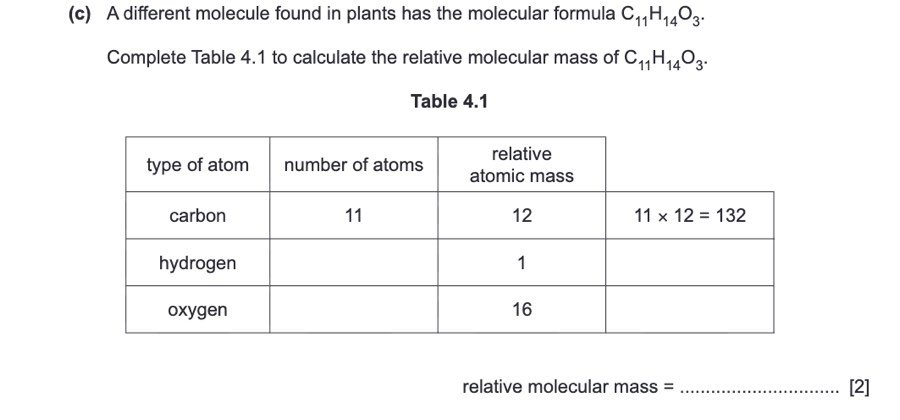 (c) A different molecule found in plants has the molecular formula C₁₁H₁₄O₃.
Complete Table 4.1 to calculate the relative molecular mass of C₁₁H₁₄O₃.
Table 4.1
type of atom number of atoms relative atomic mass
carbon 11 12 11 × 12 = 132
hydrogen 1
oxygen 16
relative molecular mass = ................................ [2]